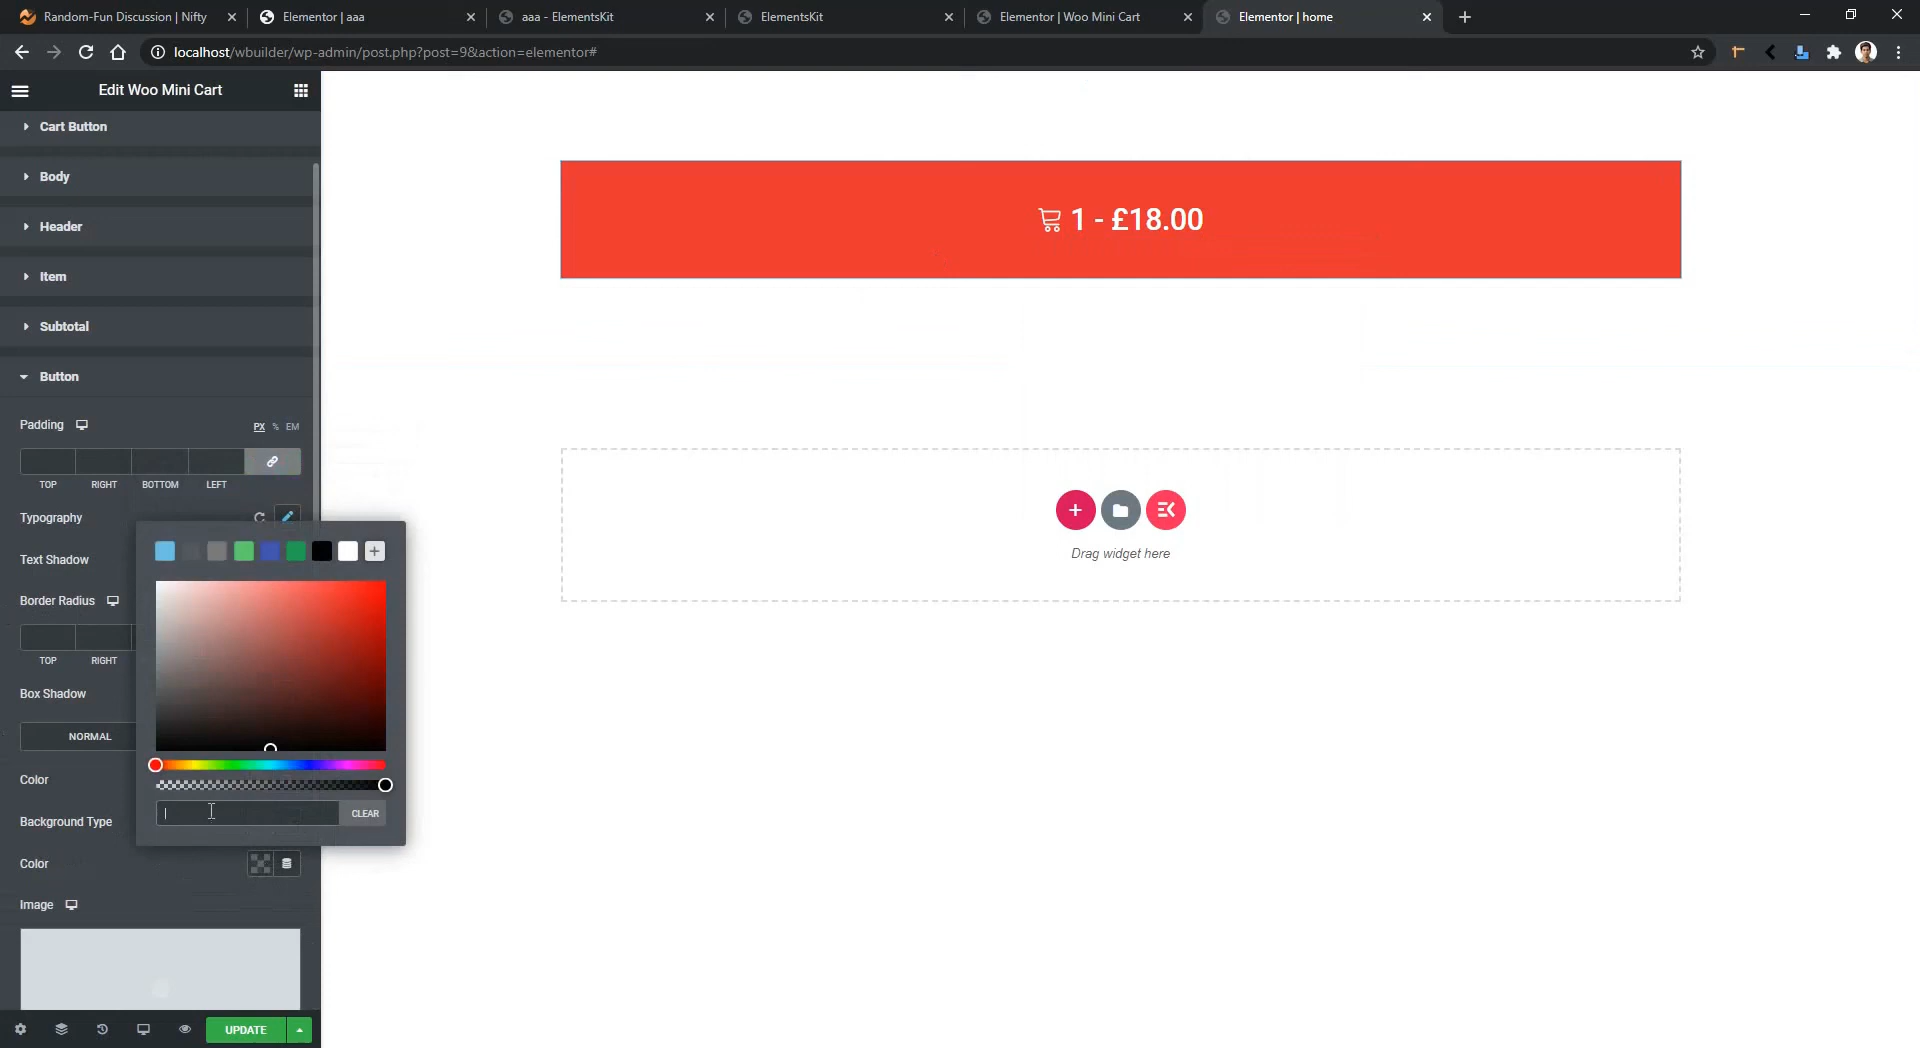 Random-Fun Discussion | Nifty
Elementor | aaa
aaa - ElementsKit
ElementsKit
Elementor | Woo Mini Cart
Elementor | home
localhost/wbuilder/wp-admin/post.php?post=9&action=elementor#
Edit Woo Mini Cart
Cart Button
Body
Header
Item
Subtotal
Button
Padding
PX % EM
TOP RIGHT BOTTOM LEFT
Typography
Text Shadow
Border Radius
TOP RIGHT
Box Shadow
NORMAL
Color
Background Type
CLEAR
Color
Image
UPDATE
1 - £18.00
Drag widget here